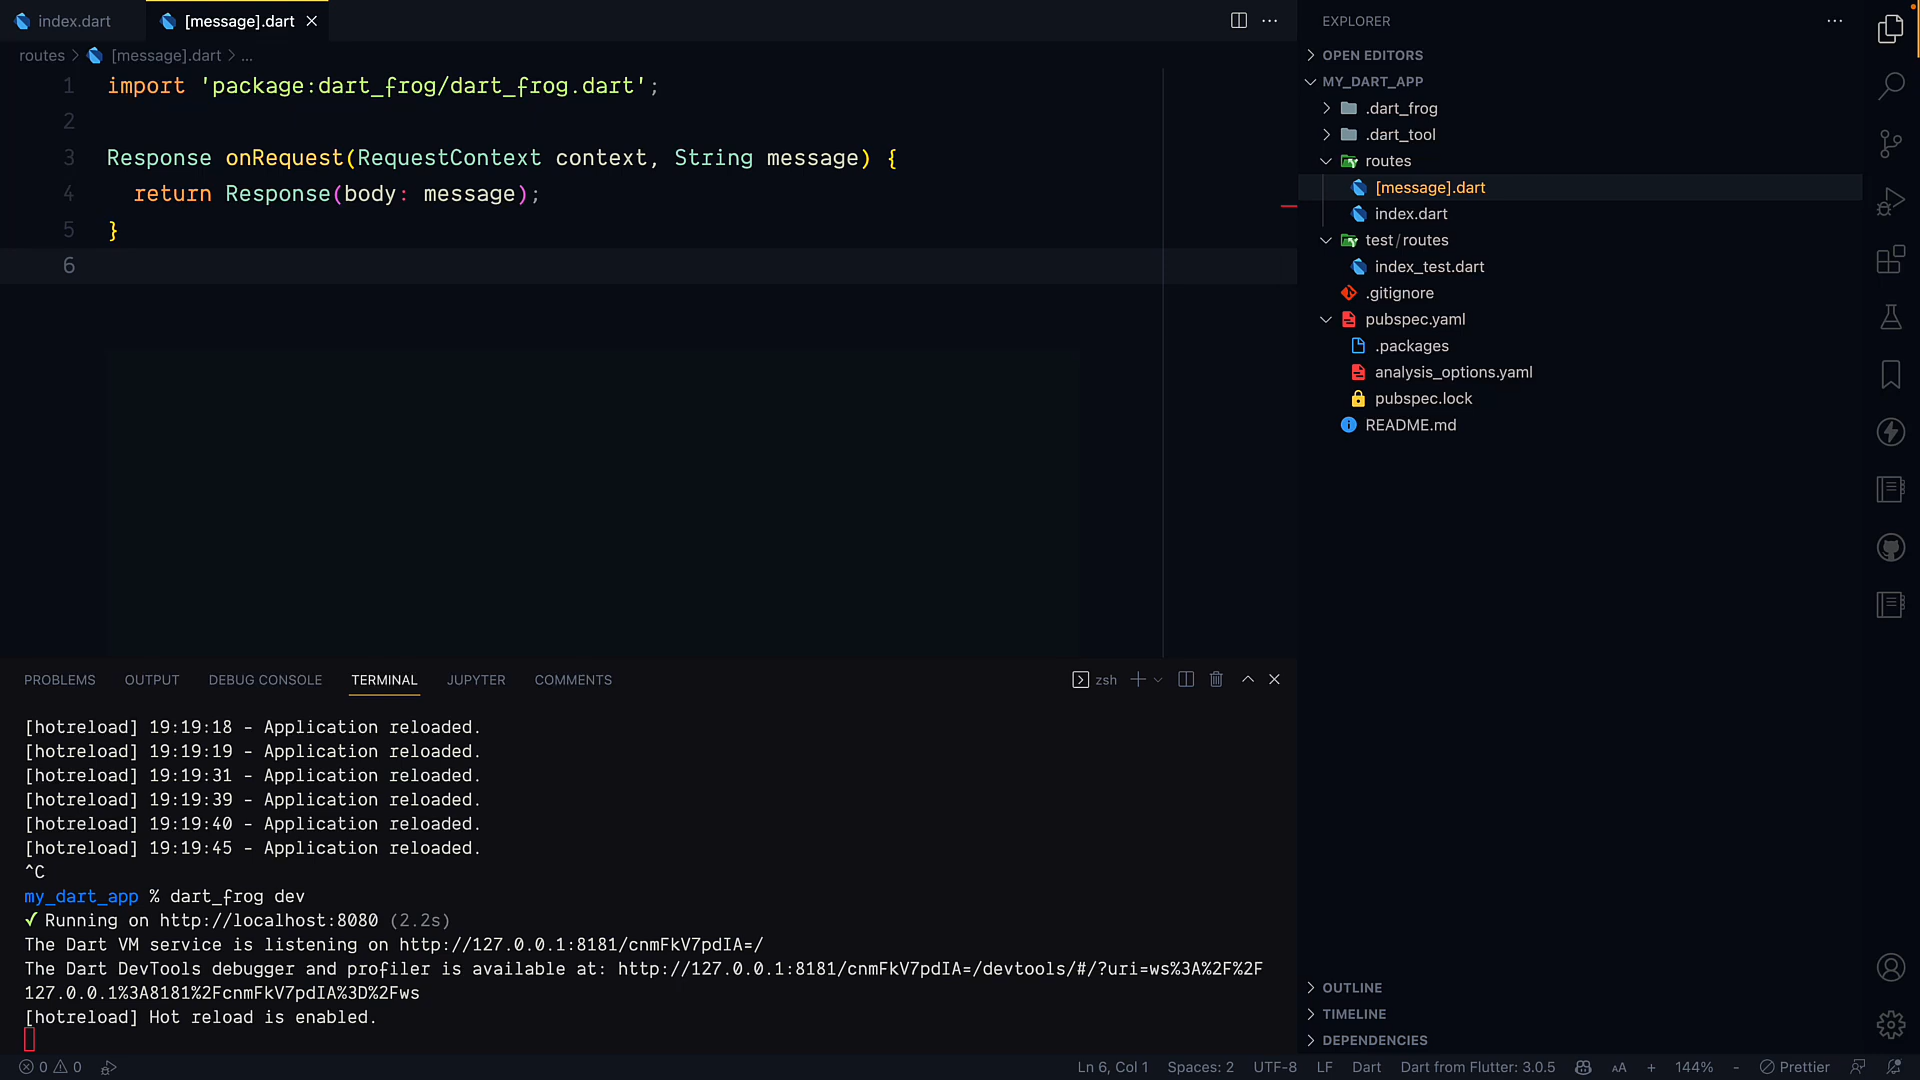 index.dart
[message].dart
routes > [message].dart > ...
1 import 'package:dart_frog/dart_frog.dart';
2
3 Response onRequest(RequestContext context, String message) {
4 return Response(body: message);
5 }
6
EXPLORER
OPEN EDITORS
MY_DART_APP
.dart_frog
.dart_tool
routes
[message].dart
index.dart
test/routes
index_test.dart
.gitignore
pubspec.yaml
.packages
analysis_options.yaml
pubspec.lock
README.md
OUTLINE
TIMELINE
DEPENDENCIES
PROBLEMS OUTPUT DEBUG CONSOLE TERMINAL JUPYTER COMMENTS zsh
[hotreload] 19:19:18 - Application reloaded.
[hotreload] 19:19:19 - Application reloaded.
[hotreload] 19:19:31 - Application reloaded.
[hotreload] 19:19:39 - Application reloaded.
[hotreload] 19:19:40 - Application reloaded.
[hotreload] 19:19:45 - Application reloaded.
^C
my_dart_app % dart_frog dev
✓ Running on http://localhost:8080 (2.2s)
The Dart VM service is listening on http://127.0.0.1:8181/cnmFkV7pdIA=/
The Dart DevTools debugger and profiler is available at: http://127.0.0.1:8181/cnmFkV7pdIA=/devtools/#/?uri=ws%3A%2F%2F
127.0.0.1%3A8181%2FcnmFkV7pdIA%3D%2Fws
[hotreload] Hot reload is enabled.
0 0 Ln 6, Col 1 Spaces: 2 UTF-8 LF Dart Dart from Flutter: 3.0.5 AA + 144% - Prettier